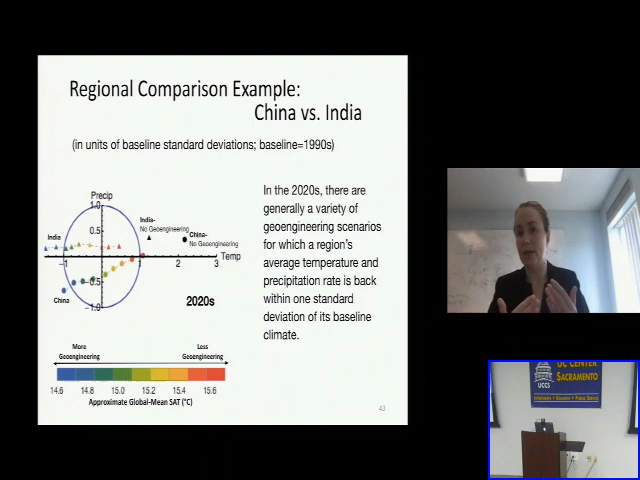 Regional Comparison Example:
China vs. India
(in units of baseline standard deviations; baseline=1990s)
Precip
1.0
0.5
−0.5
−1.0
−1
1
2
3
Temp
India
China
India-
No Geoengineering
China-
No Geoengineering
2020s
In the 2020s, there are
generally a variety of
geoengineering scenarios
for which a region's
average temperature and
precipitation rate is back
within one standard
deviation of its baseline
climate.
More
Geoengineering
Less
Geoengineering
14.6
14.8
15.0
15.2
15.4
15.6
Approximate Global-Mean SAT (°C)
43
UC CENTER
SACRAMENTO
UCCS